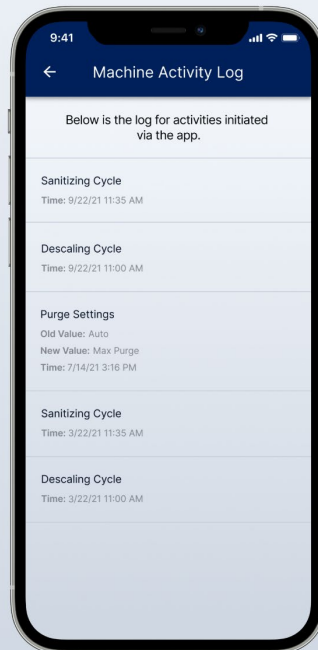 9:41
Machine Activity Log
Below is the log for activities initiated
via the app.
Sanitizing Cycle
Time: 9/22/21 11:35 AM
Descaling Cycle
Time: 9/22/21 11:00 AM
Purge Settings
Old Value: Auto
New Value: Max Purge
Time: 7/14/21 3:16 PM
Sanitizing Cycle
Time: 3/22/21 11:35 AM
Descaling Cycle
Time: 3/22/21 11:00 AM